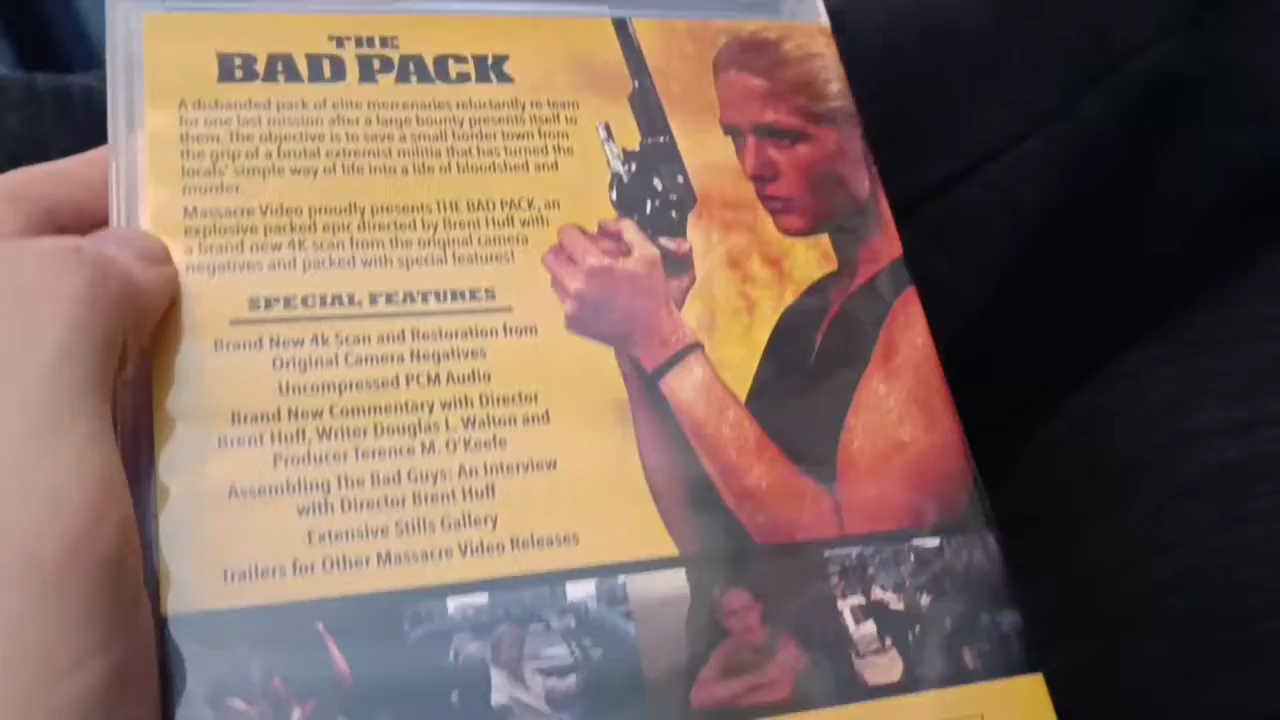 THE
BAD PACK
A disbanded pack of elite mercenaries reluctantly re-team
for one last mission after a large bounty presents itself to
them. The objective is to save a small border town from
the grip of a brutal extremist militia that has turned the
locals' simple way of life into a life of bloodshed and
murder.
Massacre Video proudly presents THE BAD PACK, an
explosive packed epic directed by Brent Huff with
a brand new 4K scan from the original camera
negatives and packed with special features!
SPECIAL FEATURES
Brand New 4k Scan and Restoration from
Original Camera Negatives
Uncompressed PCM Audio
Brand New Commentary with Director
Brent Huff, Writer Douglas L. Walton and
Producer Terence M. O'Keefe
Assembling The Bad Guys: An Interview
with Director Brent Huff
Extensive Stills Gallery
Trailers for Other Massacre Video Releases